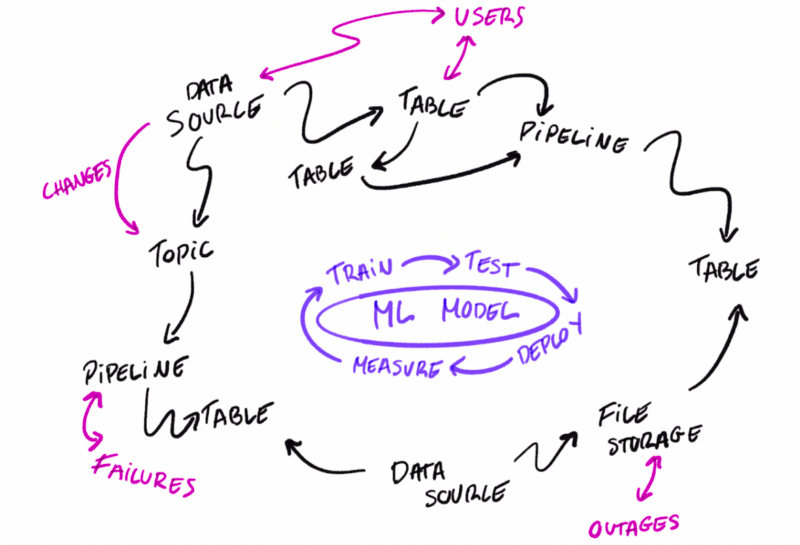 USERS
DATA
SOURCE
TABLE
PIPELINE
TABLE
CHANGES
TOPIC
TRAIN
TEST
TABLE
ML MODEL
DEPLOY
MEASURE
PIPELINE
TABLE
FILE
STORAGE
FAILURES
DATA
SOURCE
OUTAGES